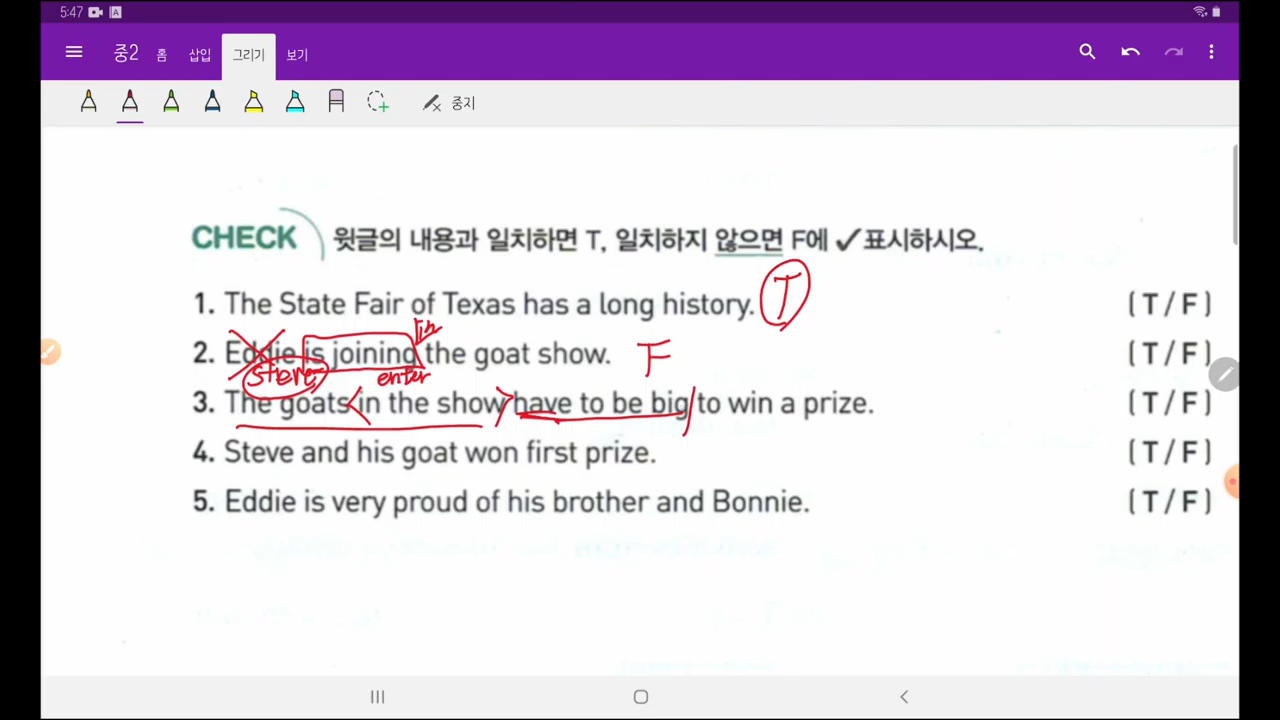 5:47
중2 홈 삽입 그리기 보기
중지
CHECK 윗글의 내용과 일치하면 T, 일치하지 않으면 F에 ✓표시하시오.
1. The State Fair of Texas has a long history. T [ T / F ]
in
2. Eddie is joining the goat show. F [ T / F ]
steve enter
3. The goats < in the show > have to be big / to win a prize. [ T / F ]
4. Steve and his goat won first prize. [ T / F ]
5. Eddie is very proud of his brother and Bonnie. [ T / F ]